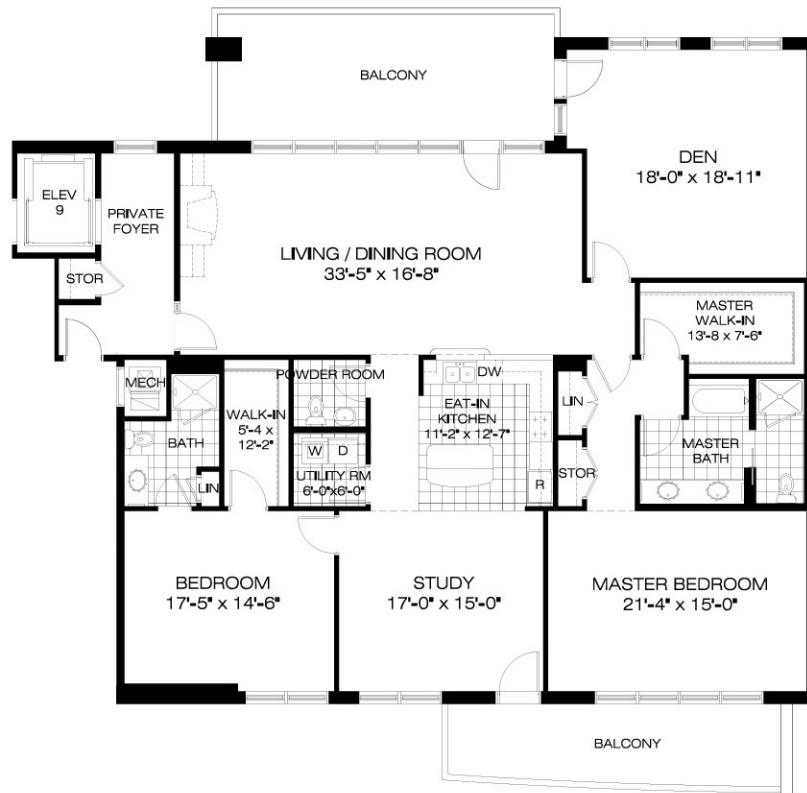 BALCONY
DEN
18'-0" x 18'-11"
ELEV
9
PRIVATE
FOYER
STOR
LIVING / DINING ROOM
33'-5" x 16'-8"
MASTER
WALK-IN
13'-8 x 7'-6"
MECH
POWDER ROOM
DW
BATH
WALK-IN
5'-4 x
12'-2"
EAT-IN
KITCHEN
11'-2" x 12'-7"
LIN
MASTER
BATH
W
D
UTILITY RM
6'-0"x6'-0"
LIN
R
STOR
BEDROOM
17'-5" x 14'-6"
STUDY
17'-0" x 15'-0"
MASTER BEDROOM
21'-4" x 15'-0"
BALCONY